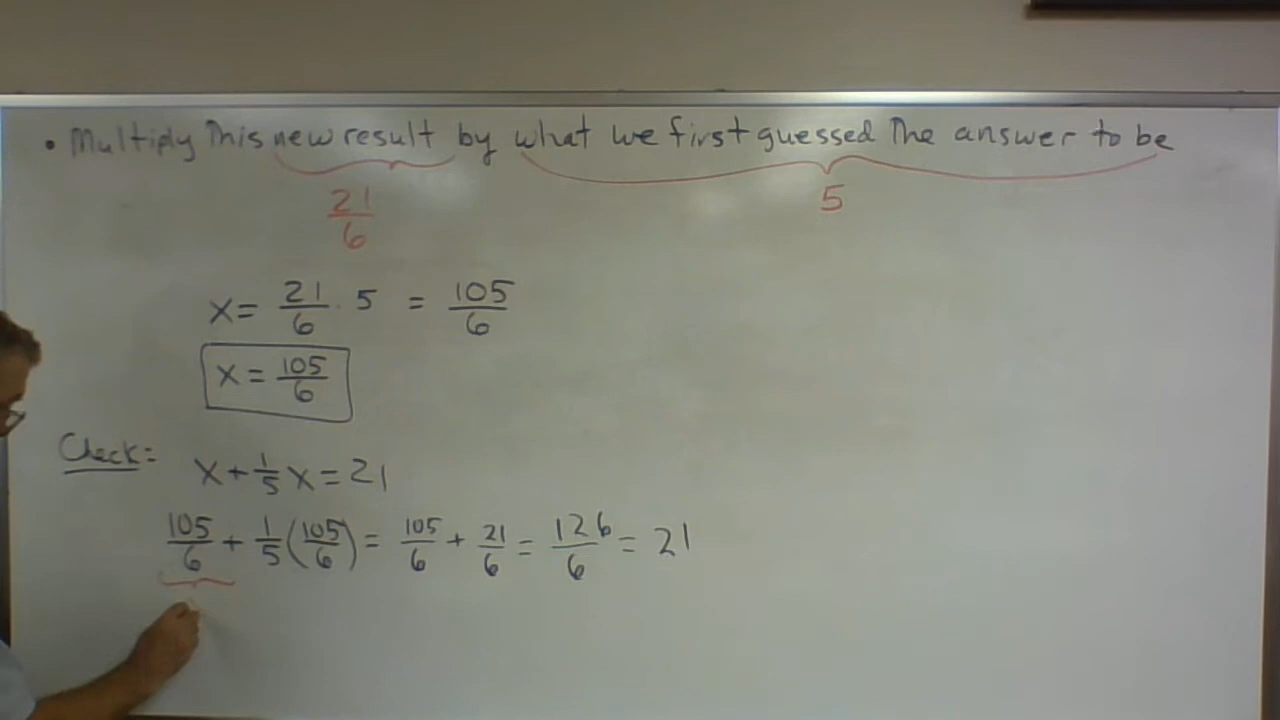 • Multiply This new result by what we first guessed The answer to be
21/6 5
x = 21/6 · 5 = 105/6
x = 105/6
Check:
x + 1/5 x = 21
105/6 + 1/5 (105/6) = 105/6 + 21/6 = 126/6 = 21